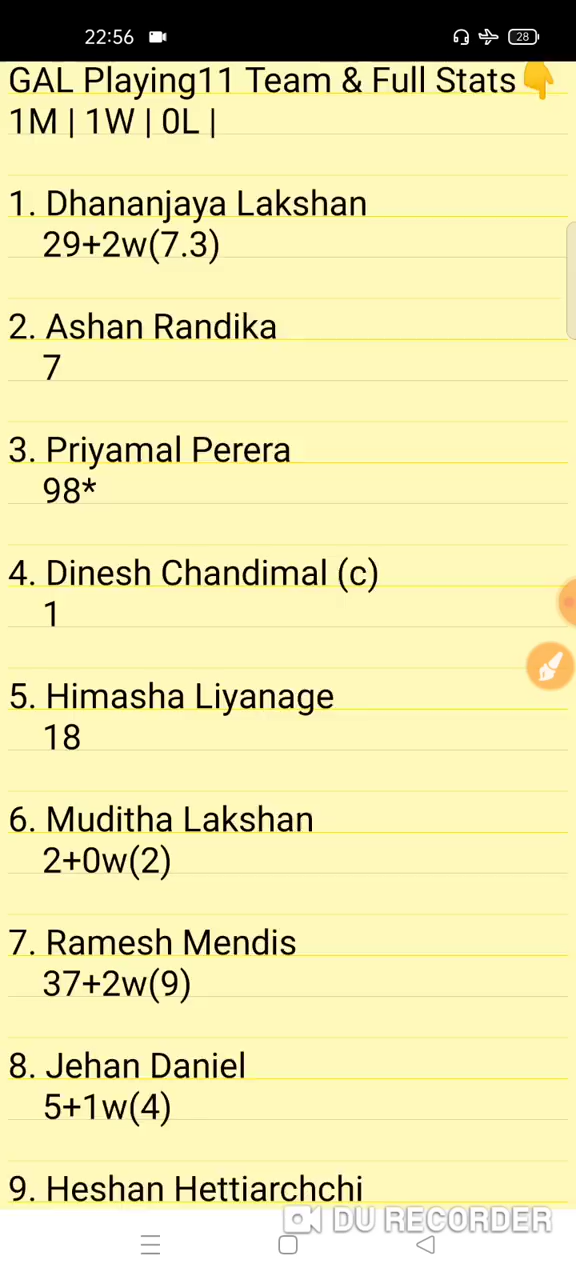 22:56
28
GAL Playing11 Team & Full Stats👇
1M | 1W | 0L |
1. Dhananjaya Lakshan
29+2w(7.3)
2. Ashan Randika
7
3. Priyamal Perera
98*
4. Dinesh Chandimal (c)
1
5. Himasha Liyanage
18
6. Muditha Lakshan
2+0w(2)
7. Ramesh Mendis
37+2w(9)
8. Jehan Daniel
5+1w(4)
9. Heshan Hettiarchchi
DU RECORDER